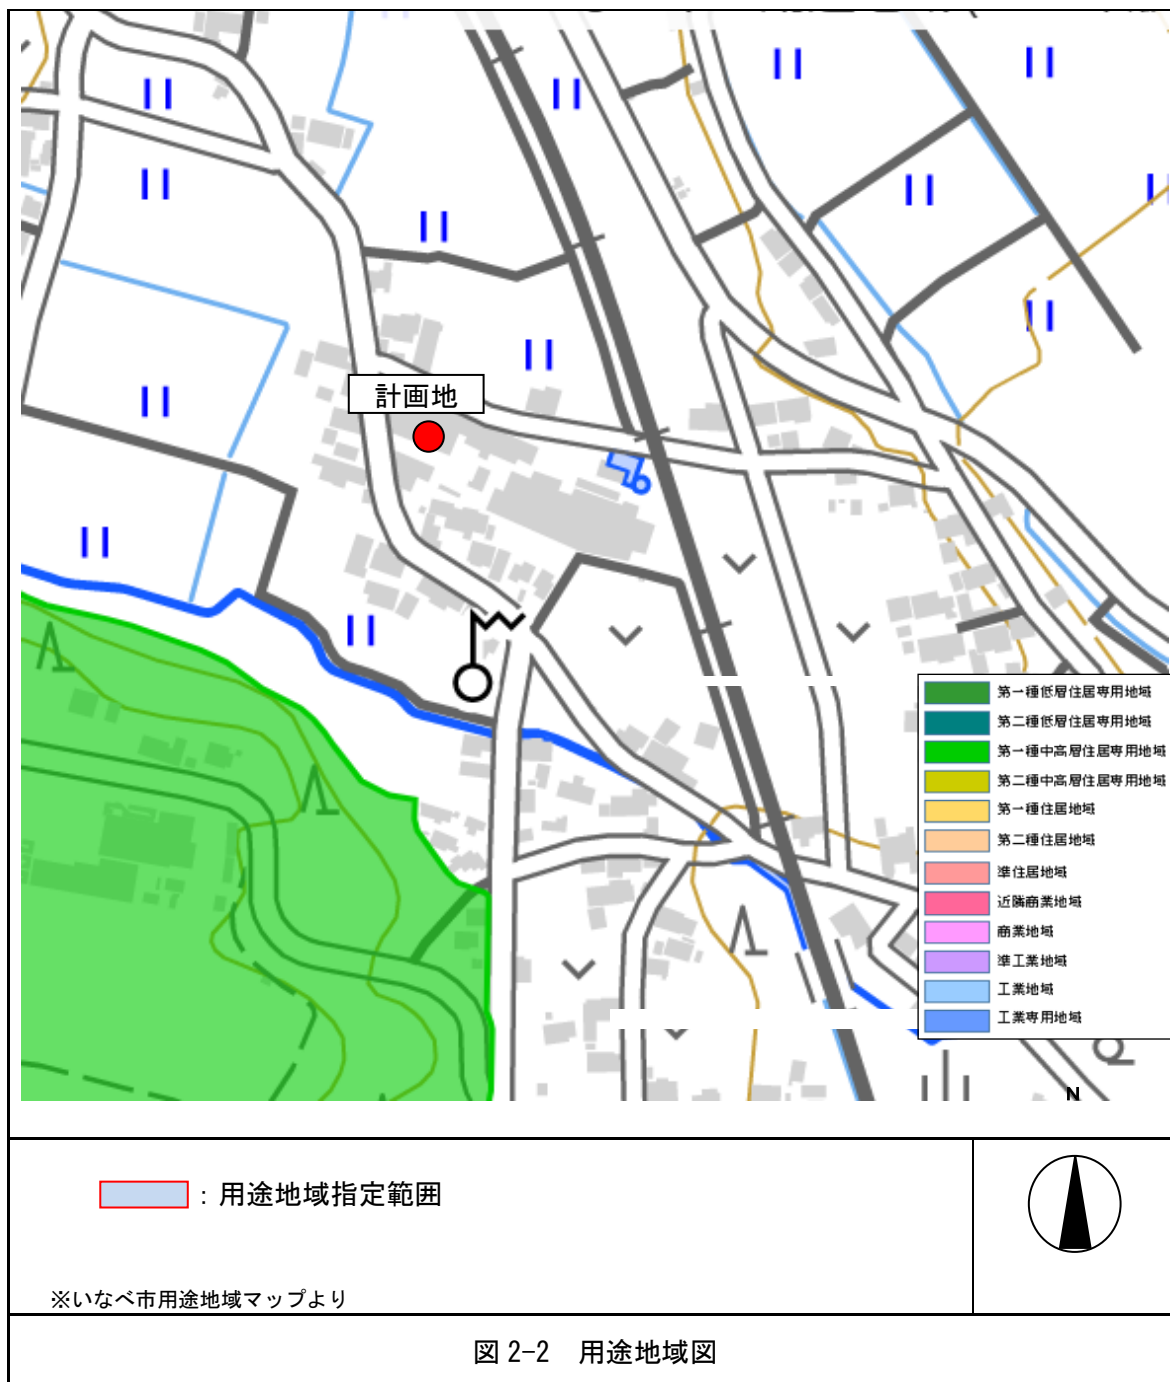 計画地
第一種低層住居専用地域
第二種低層住居専用地域
第一種中高層住居専用地域
第二種中高層住居専用地域
第一種住居地域
第二種住居地域
準住居地域
近隣商業地域
商業地域
準工業地域
工業地域
工業専用地域
N
：用途地域指定範囲
※いなべ市用途地域マップより
図 2-2　用途地域図